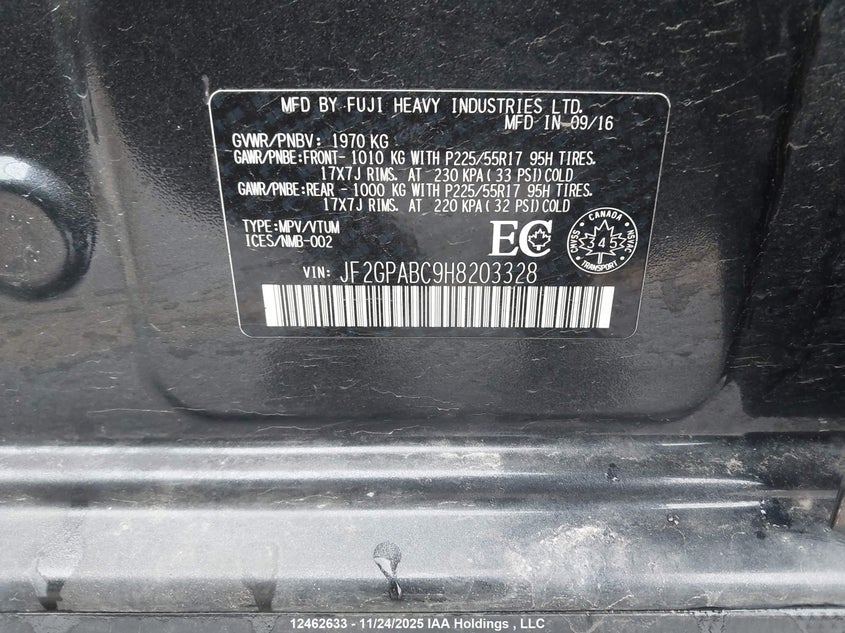 MFD BY FUJI HEAVY INDUSTRIES LTD.
MFD IN 09/16
GVWR/PNBV: 1970 KG
GAWR/PNBE:FRONT- 1010 KG WITH P225/55R17 95H TIRES.
17X7J RIMS. AT 230 KPA( 33 PSI)COLD
GAWR/PNBE:REAR - 1000 KG WITH P225/55R17 95H TIRES.
17X7J RIMS. AT 220 KPA( 32 PSI)COLD
TYPE:MPV/VTUM
ICES/NMB-002
EC
CANADA
CMVSS
345
NSVAC
TRANSPORT
VIN: JF2GPABC9H8203328
12462633 - 11/24/2025 IAA Holdings , LLC